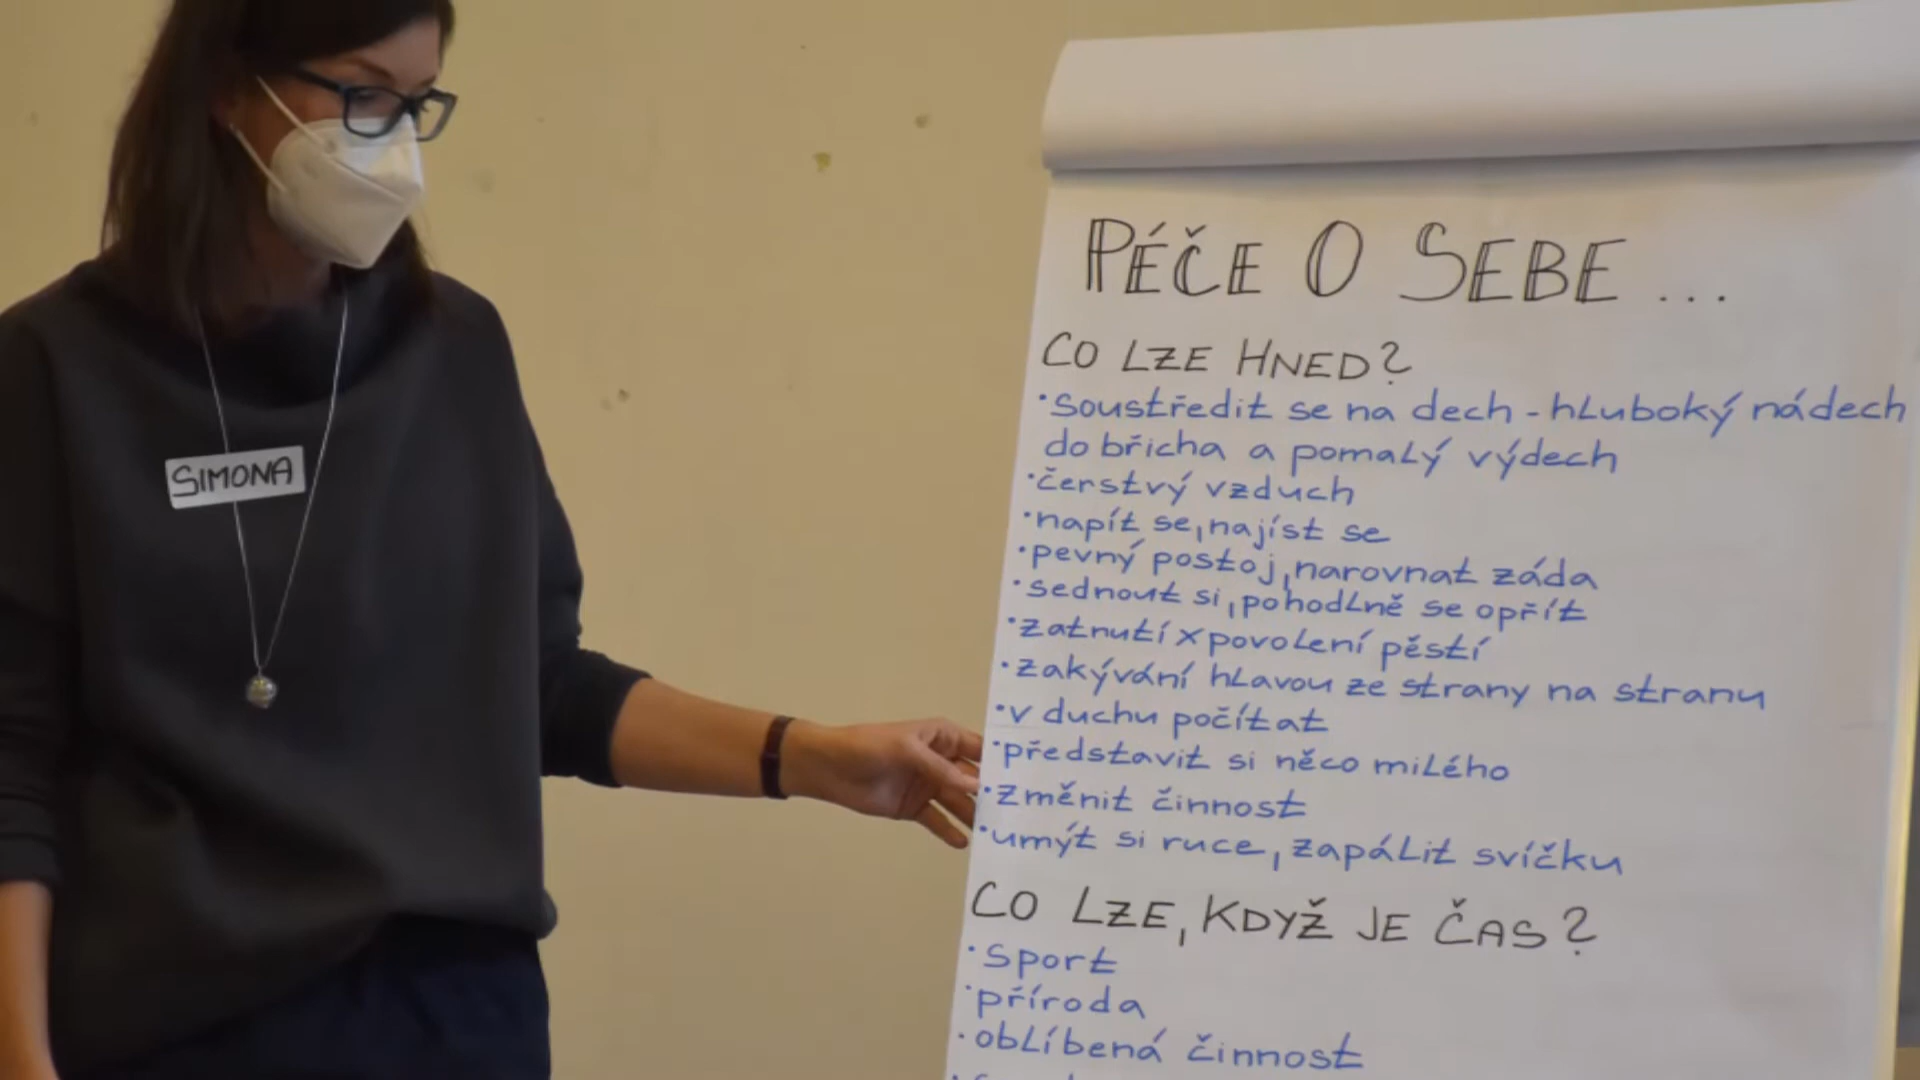 SIMONA
PÉČE O SEBE ...
CO LZE HNED?
•soustředit se na dech - hluboký nádech
do břicha a pomalý výdech
•čerstvý vzduch
•napít se, najíst se
•pevný postoj, narovnat záda
•sednout si, pohodlně se opřít
•zatnutí x povolení pěstí
•zakývání hlavou ze strany na stranu
•v duchu počítat
•představit si něco milého
•změnit činnost
•umýt si ruce, zapálit svíčku
CO LZE, KDYŽ JE ČAS?
•sport
•příroda
•oblíbená činnost